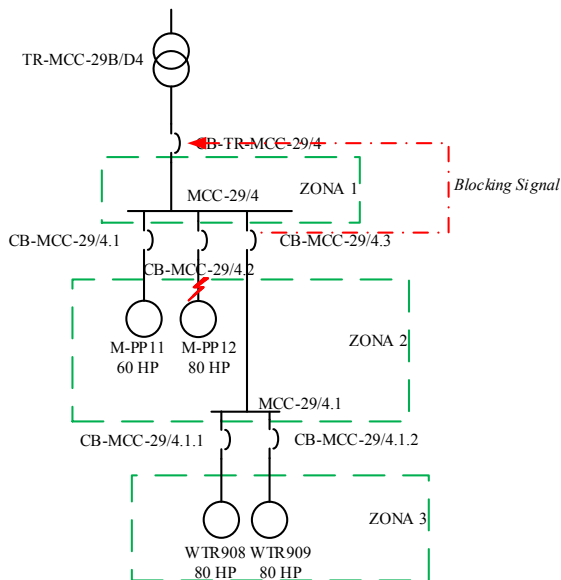 TR-MCC-29B/D4
CB-TR-MCC-29/4
ZONA 1
Blocking Signal
MCC-29/4
CB-MCC-29/4.1
CB-MCC-29/4.3
CB-MCC-29/4.2
M-PP11
60 HP
M-PP12
80 HP
ZONA 2
MCC-29/4.1
CB-MCC-29/4.1.1
CB-MCC-29/4.1.2
ZONA 3
WTR908
80 HP
WTR909
80 HP